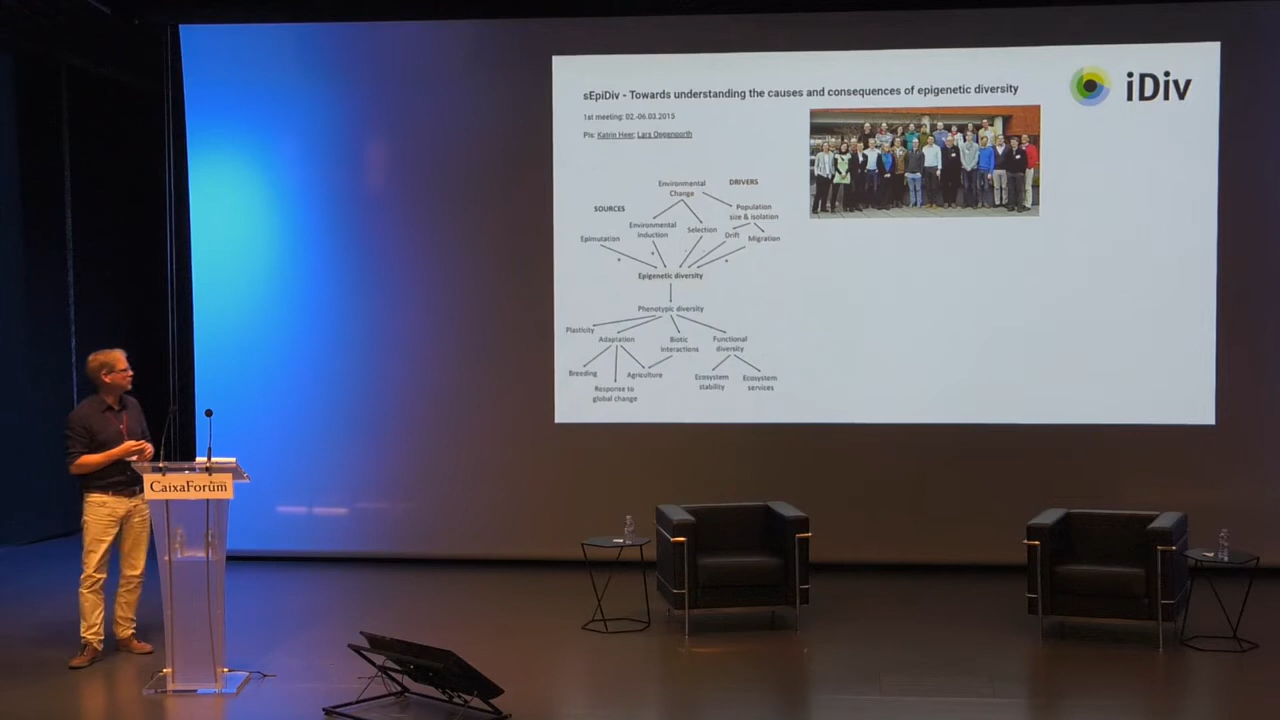 sEpiDiv - Towards understanding the causes and consequences of epigenetic diversity
iDiv
1st meeting: 02.-06.03.2015
PIs: Katrin Heer; Lars Opgenoorth
Environmental
Change
DRIVERS
SOURCES
Population
size & isolation
Environmental
induction
Selection
Drift
Migration
Epimutation
Epigenetic diversity
Phenotypic diversity
Plasticity
Adaptation
Biotic
interactions
Functional
diversity
Breeding
Agriculture
Response to
global change
Ecosystem
stability
Ecosystem
services
CaixaForum